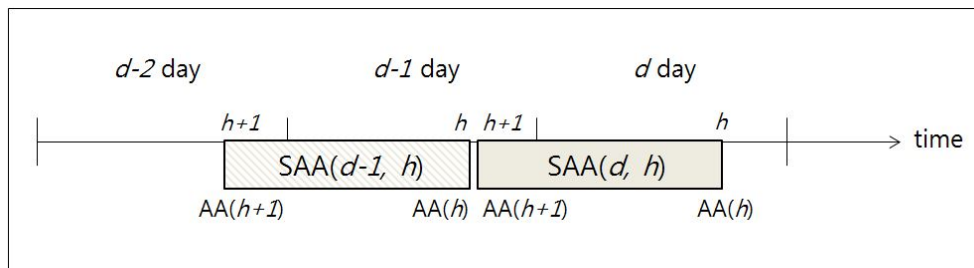 d-2 day d-1 day d day
h+1 h h+1 h
time
SAA(d-1, h) SAA(d, h)
AA(h+1) AA(h) AA(h+1) AA(h)